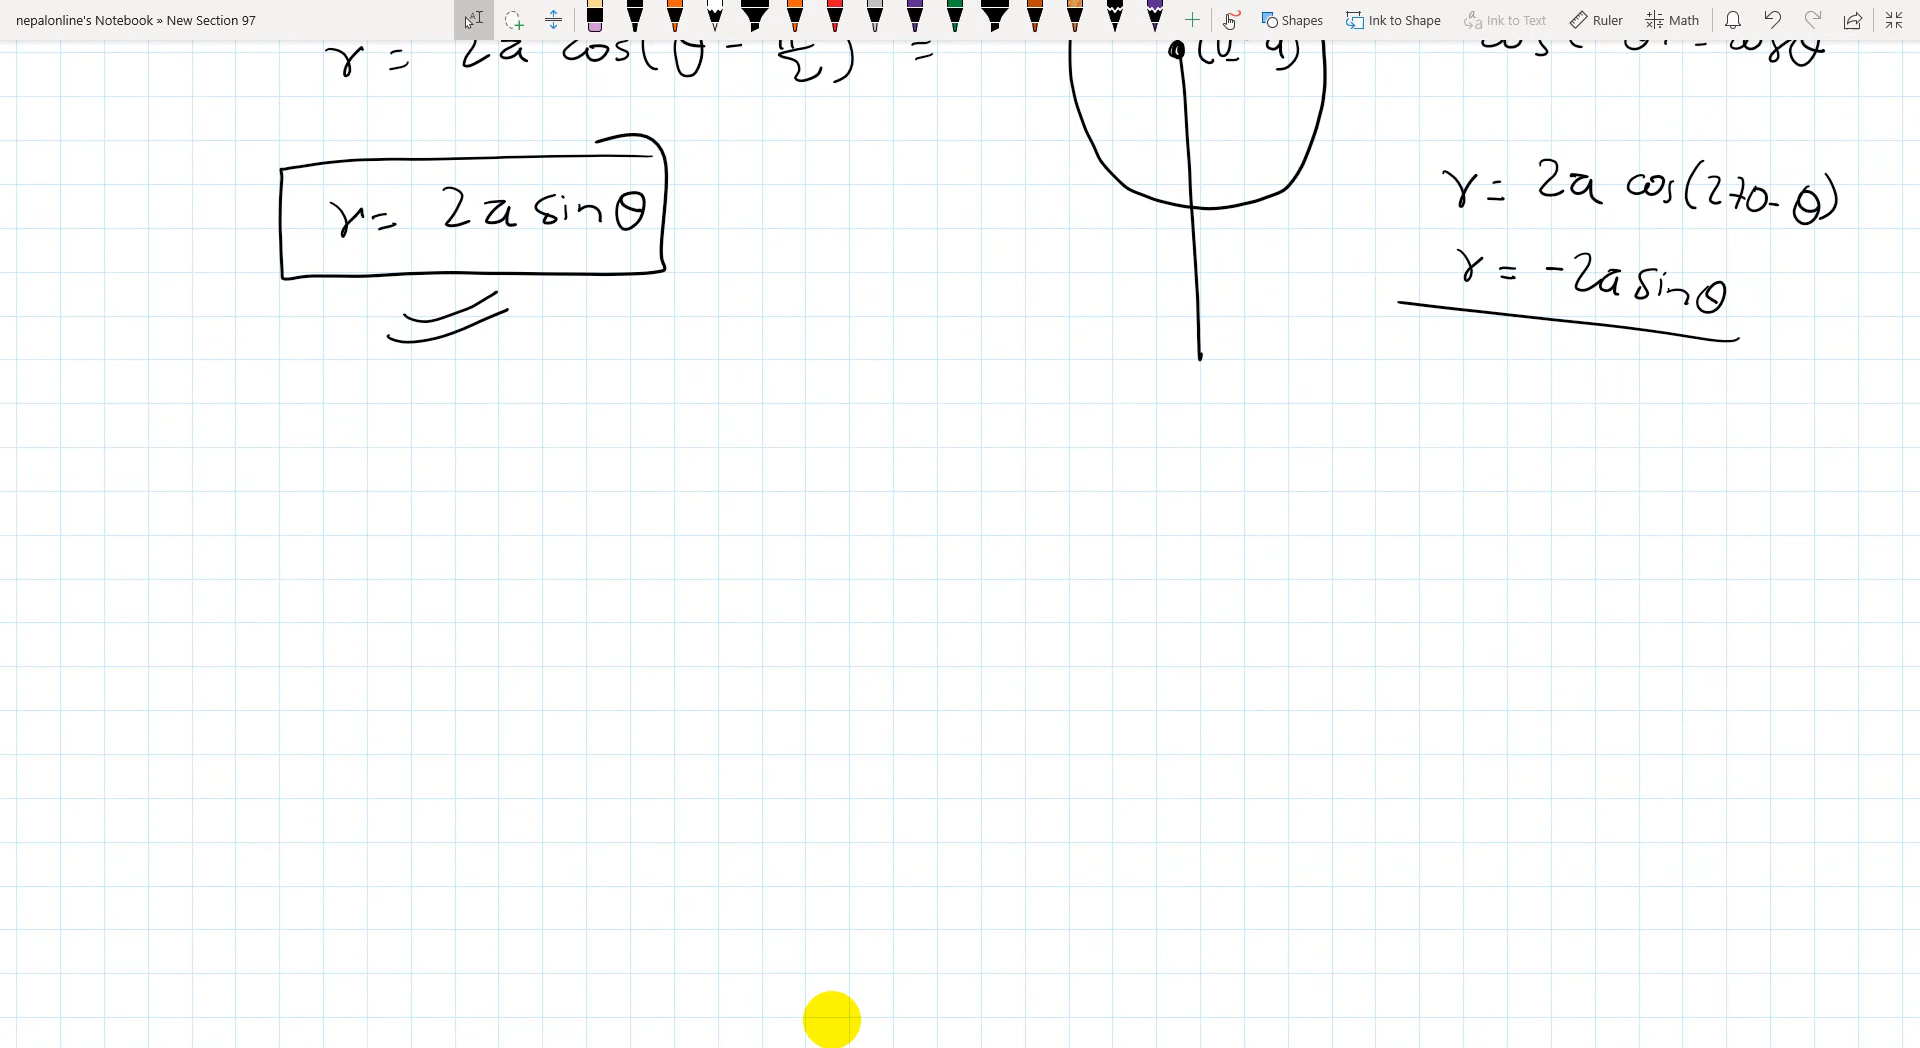 nepalonline's Notebook » New Section 97
Shapes Ink to Shape Ink to Text Ruler Math
r = 2a cos(θ - π/2) =
r = 2a sinθ
r = 2a cos(270 - θ)
r = -2a sinθ